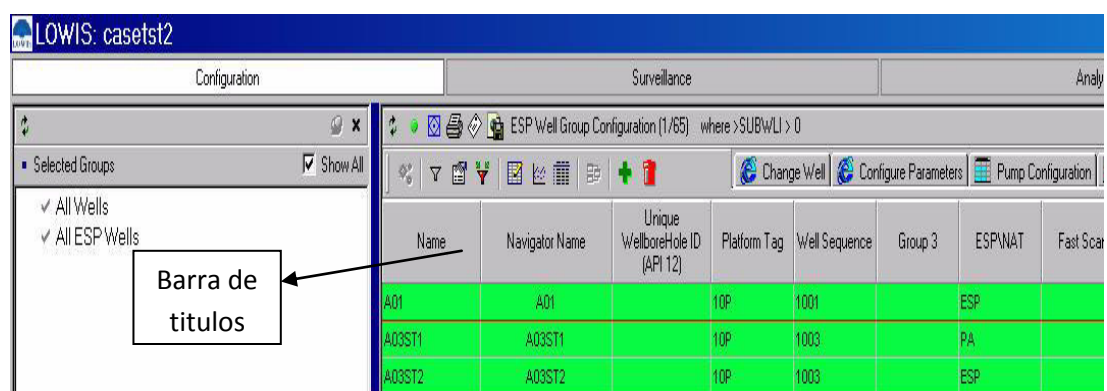 LOWIS: casetst2
Configuration Surveillance Analy
ESP Well Group Configuration (1/65) where >SUBWLI > 0
Selected Groups Show All
Change Well Configure Parameters Pump Configuration
All Wells
All ESP Wells
Name Navigator Name Unique WellboreHole ID (API 12) Platform Tag Well Sequence Group 3 ESP\NAT Fast Scan
Barra de
titulos
A01 A01 10P 1001 ESP
A03ST1 A03ST1 10P 1003 PA
A03ST2 A03ST2 10P 1003 ESP